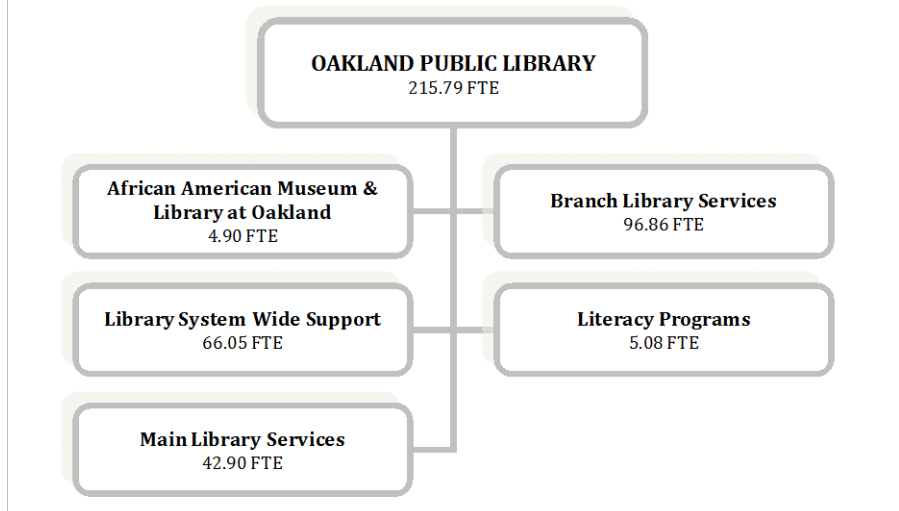 OAKLAND PUBLIC LIBRARY
215.79 FTE
African American Museum &
Library at Oakland
4.90 FTE
Branch Library Services
96.86 FTE
Library System Wide Support
66.05 FTE
Literacy Programs
5.08 FTE
Main Library Services
42.90 FTE